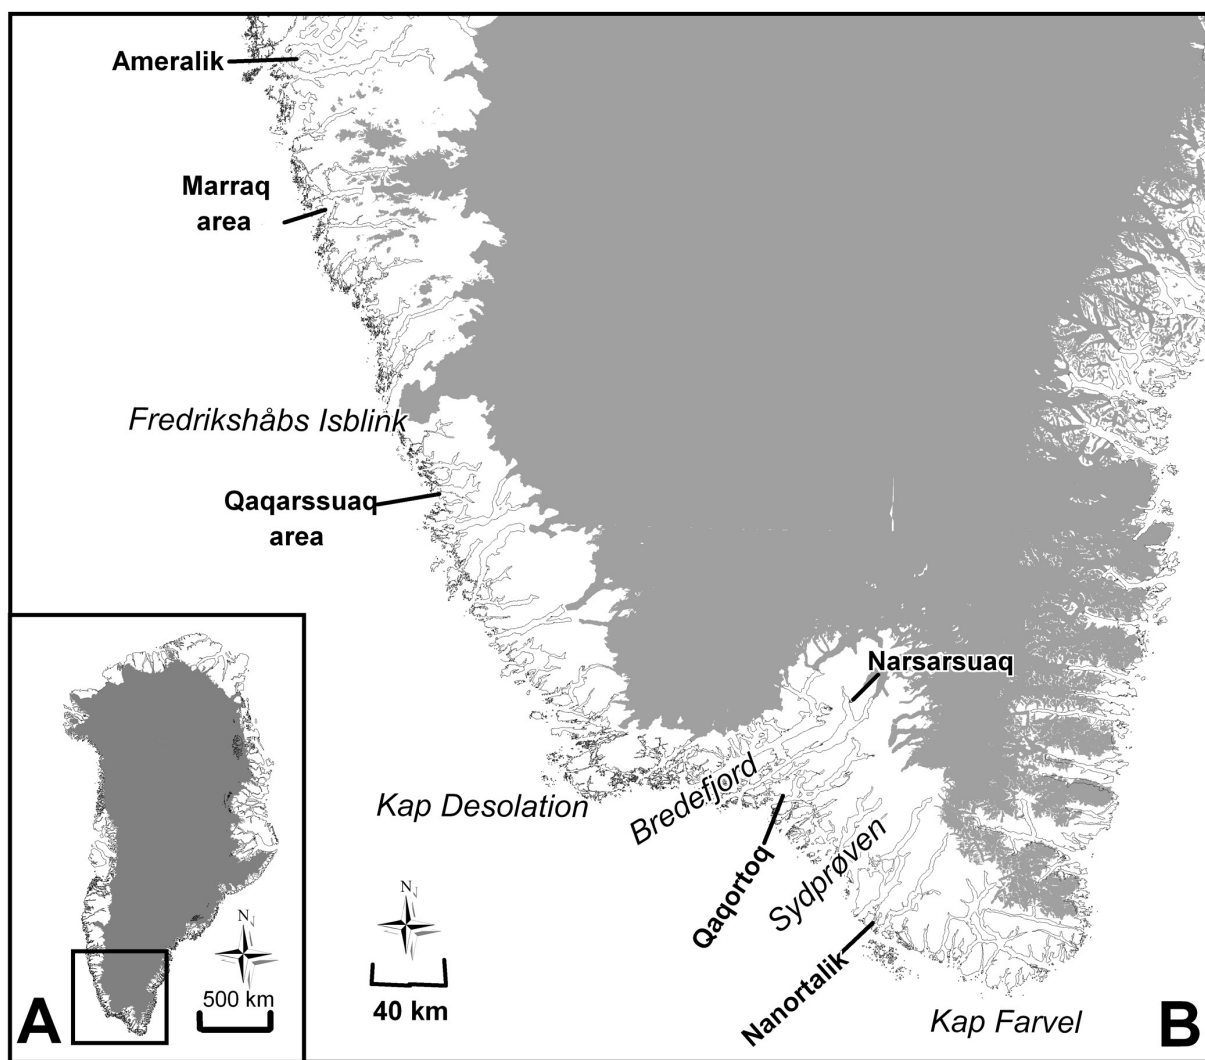 Ameralik
Marraq
area
Fredrikshåbs Isblink
Qaqarssuaq
area
Narsarsuaq
Kap Desolation
Bredefjord
Qaqortoq
Sydprøven
Nanortalik
Kap Farvel
N
40 km
B
N
500 km
A